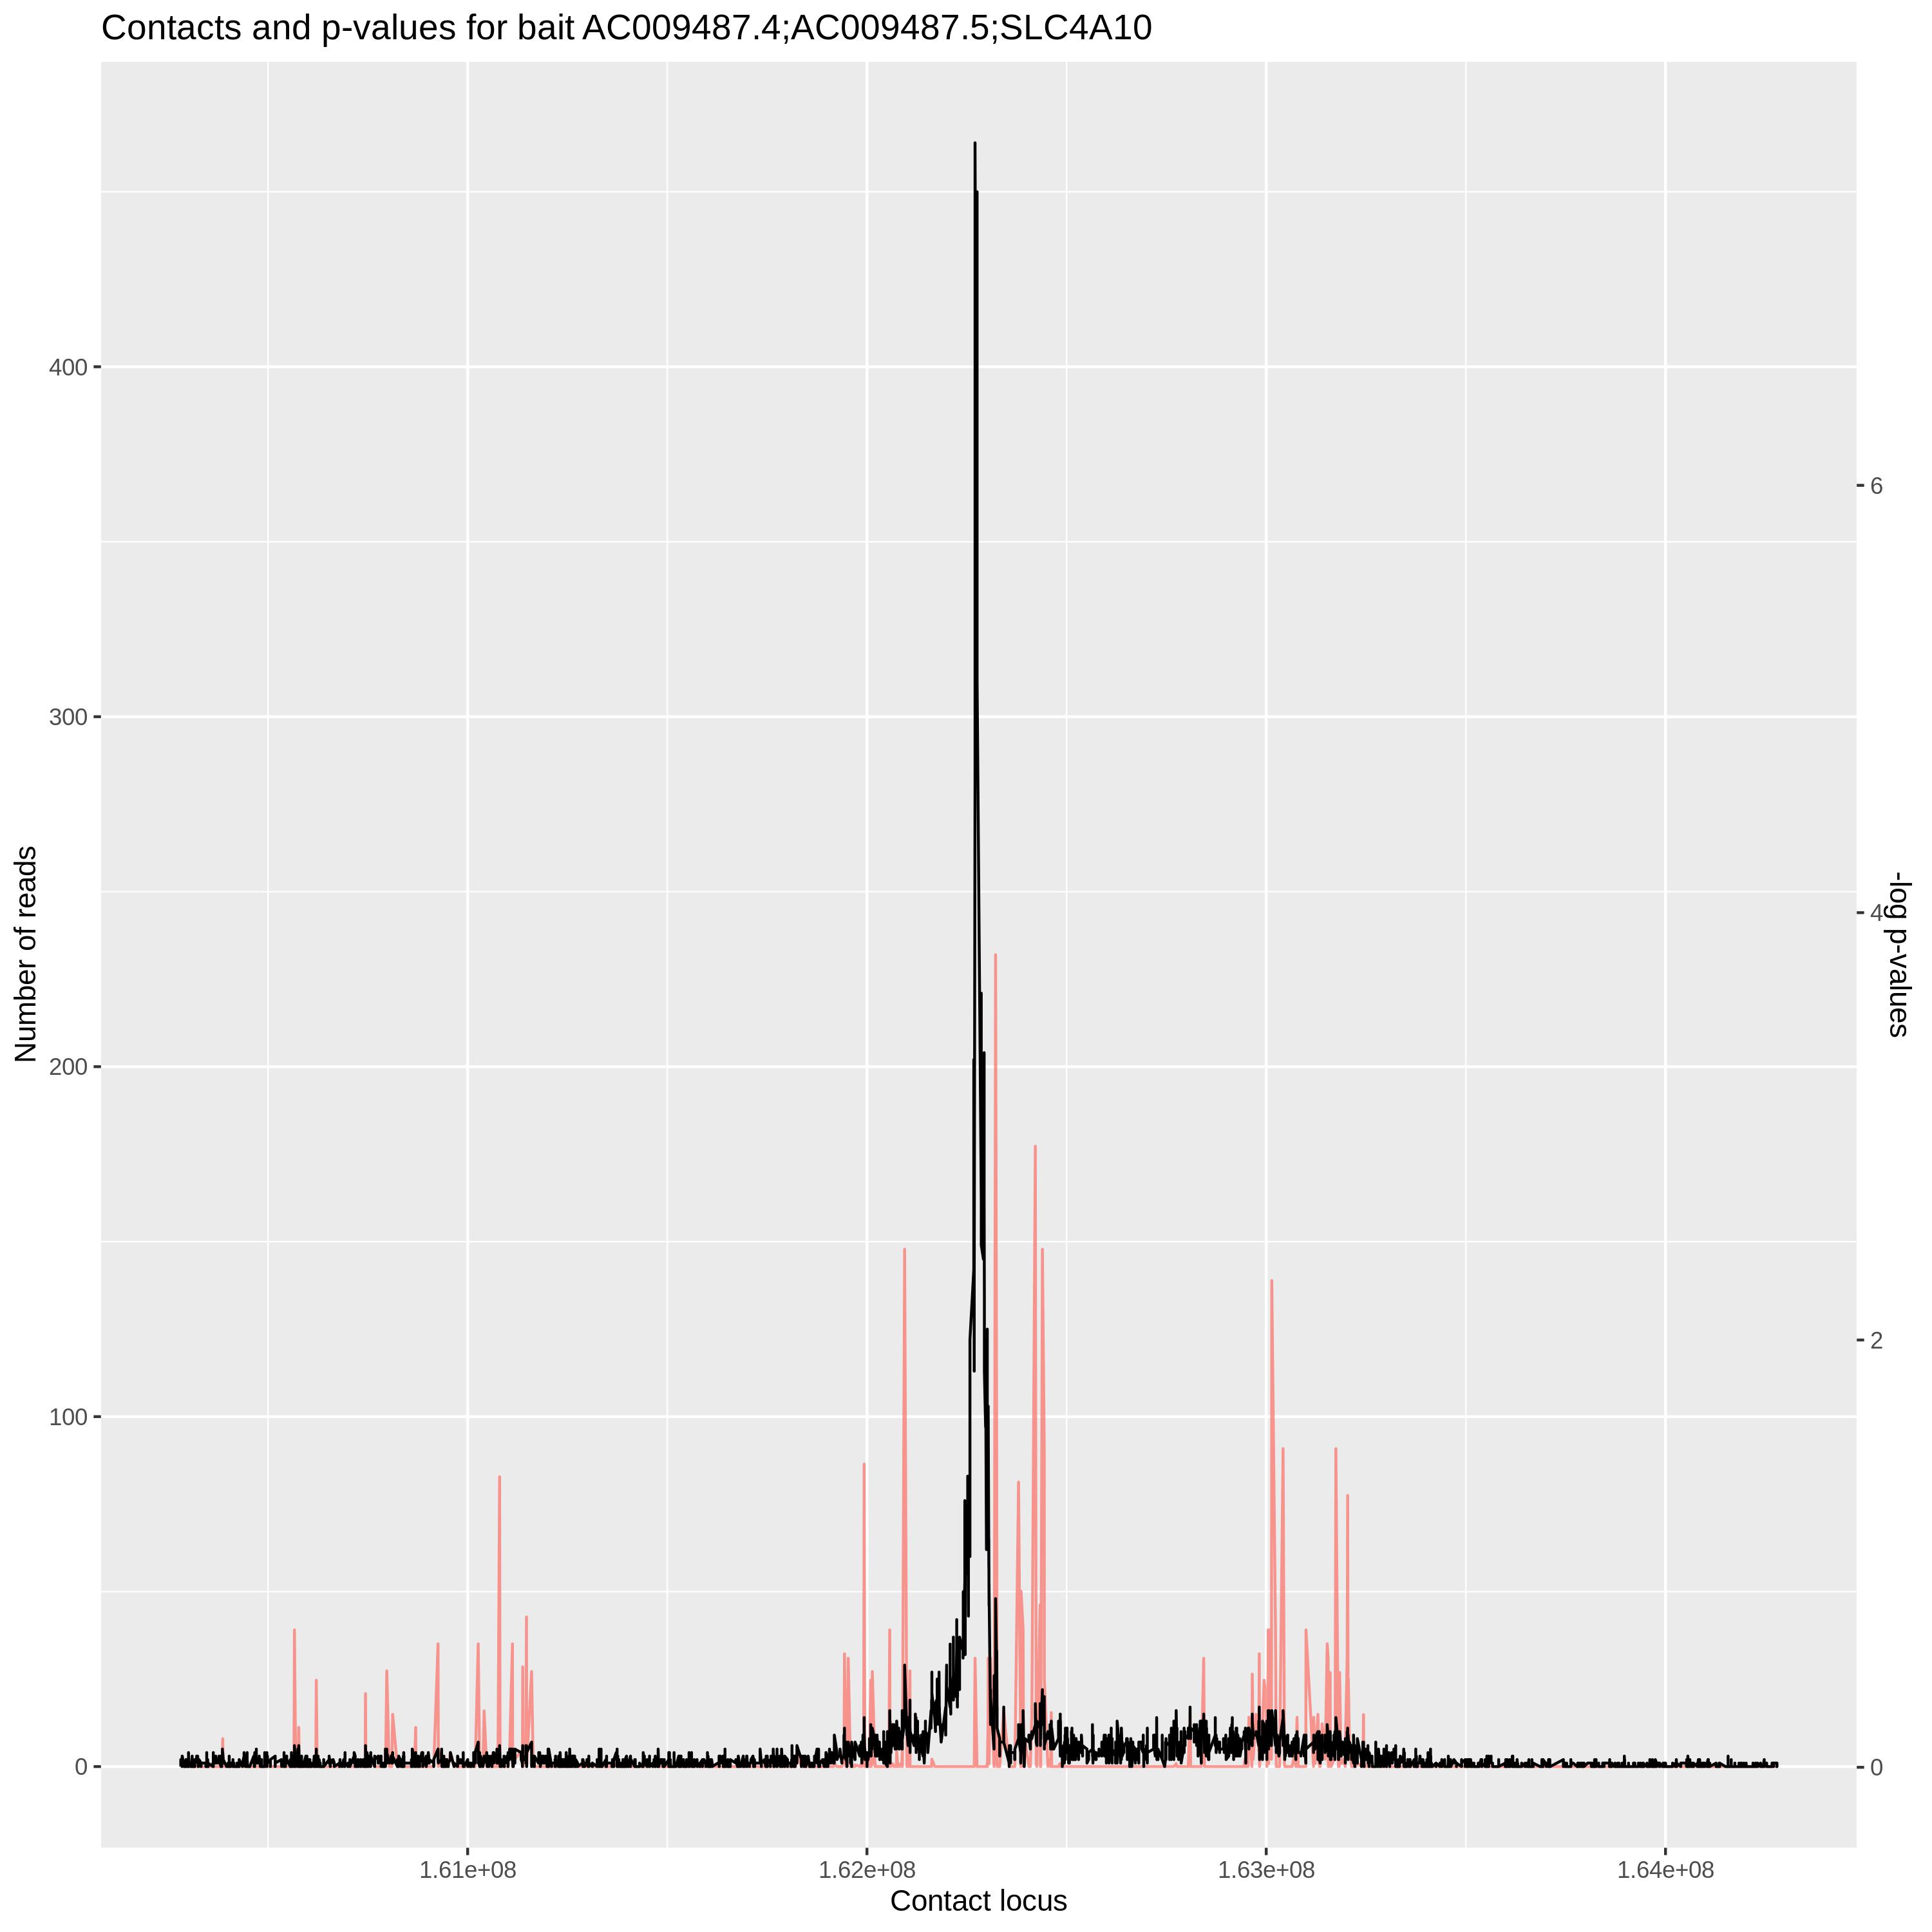 Contacts and p-values for bait AC009487.4;AC009487.5;SLC4A10
Number of reads
400
300
200
100
0
6
4
2
0
-log p-values
1.61e+08
1.62e+08
1.63e+08
1.64e+08
Contact locus